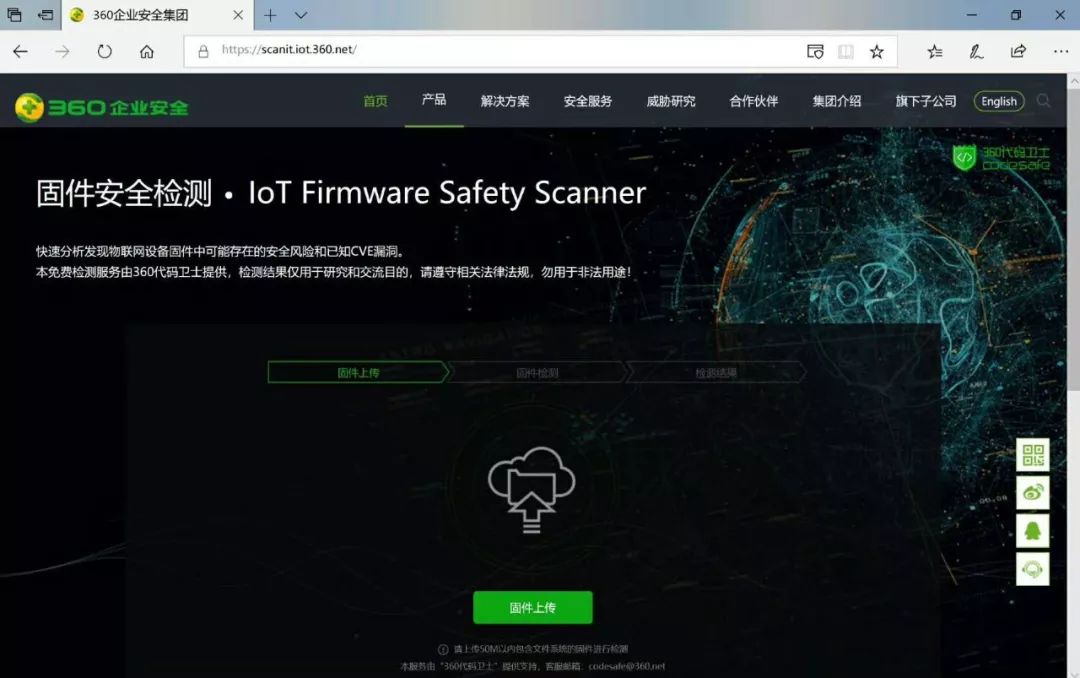 360企业安全集团
https://scanit.iot.360.net/
360企业安全
首页 产品 解决方案 安全服务 威胁研究 合作伙伴 集团介绍 旗下子公司 English
360代码卫士
codesafe
固件安全检测 • IoT Firmware Safety Scanner
快速分析发现物联网设备固件中可能存在的安全风险和已知CVE漏洞。
本免费检测服务由360代码卫士提供，检测结果仅用于研究和交流目的，请遵守相关法律法规，勿用于非法用途！
固件上传 固件检测 检测结果
固件上传
请上传50M以内包含文件系统的固件进行检测
本服务由“360代码卫士”提供支持，客服邮箱：codesafe@360.net